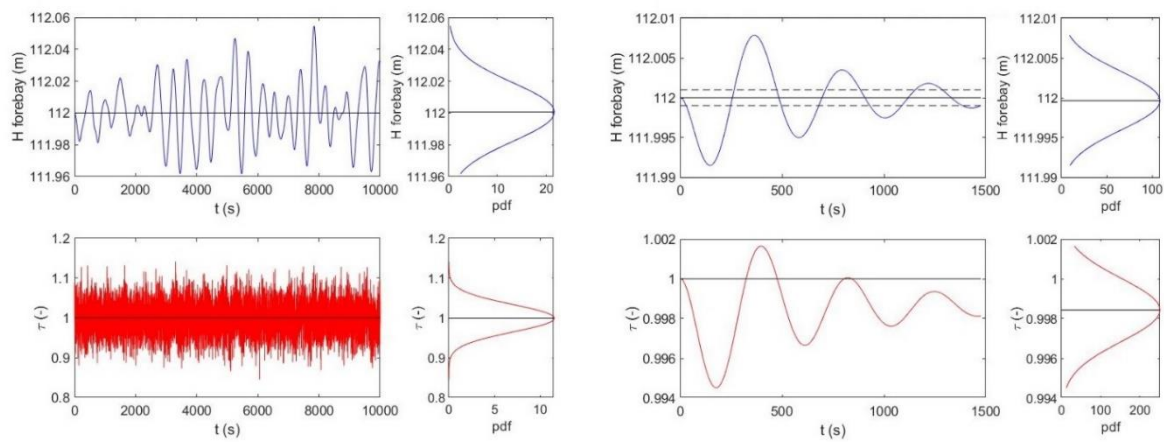 112.06
112.04
112.02
112
111.98
111.96
H forebay (m)
0 2000 4000 6000 8000 10000
t (s)
112.06
112.04
112.02
112
111.98
111.96
H forebay (m)
0 10 20
pdf
112.01
112.005
112
111.995
111.99
H forebay (m)
0 500 1000 1500
t (s)
112.01
112.005
112
111.995
111.99
H forebay (m)
0 50 100
pdf
1.2
1.1
1
0.9
0.8
τ (-)
0 2000 4000 6000 8000 10000
t (s)
1.2
1.1
1
0.9
0.8
τ (-)
0 5 10
pdf
1.002
1
0.998
0.996
0.994
τ (-)
0 500 1000 1500
t (s)
1.002
1
0.998
0.996
0.994
τ (-)
0 100 200
pdf